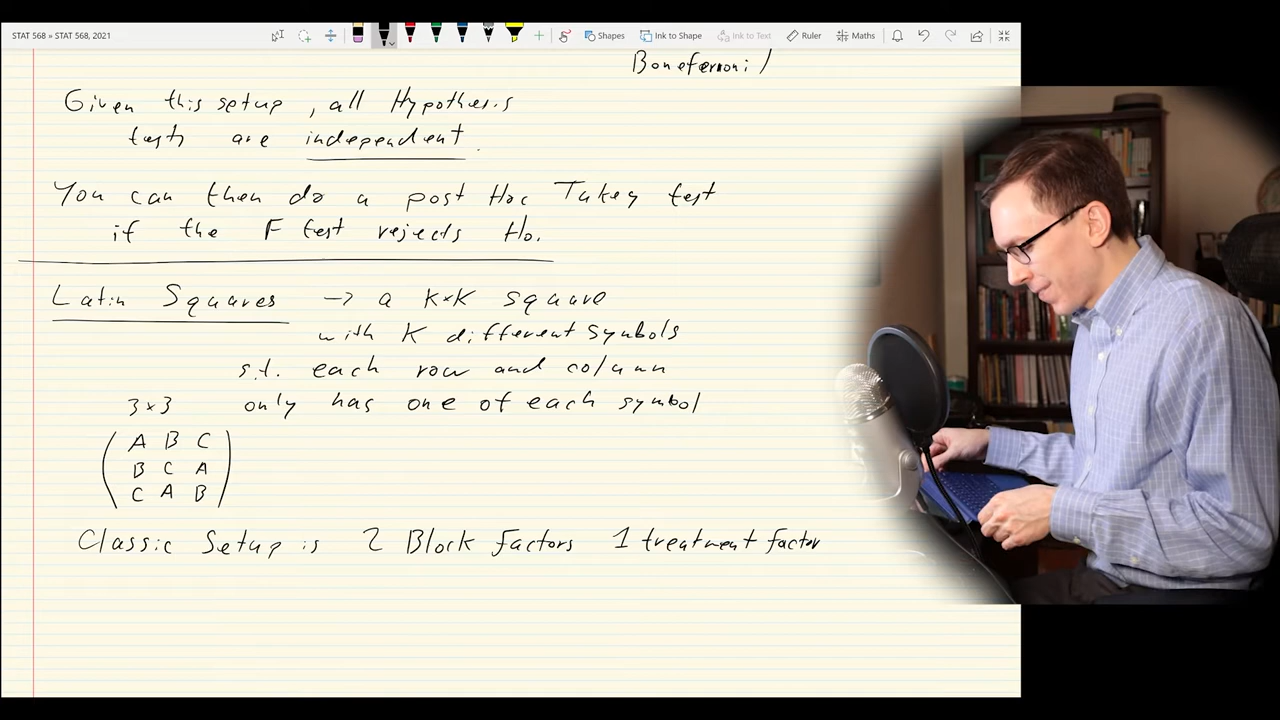 STAT 568 » STAT 568, 2021
Shapes
Ink to Shape
Ink to Text
Ruler
Maths
Boneferroni /
Given this setup, all Hypothesis
tests are independent.
You can then do a post Hoc Tukey test
if the F test rejects Ho.
Latin Squares → a K×K square
with K different symbols
s.t. each row and column
only has one of each symbol
3×3
A B C
B C A
C A B
Classic Setup is 2 Block factors 1 treatment factor